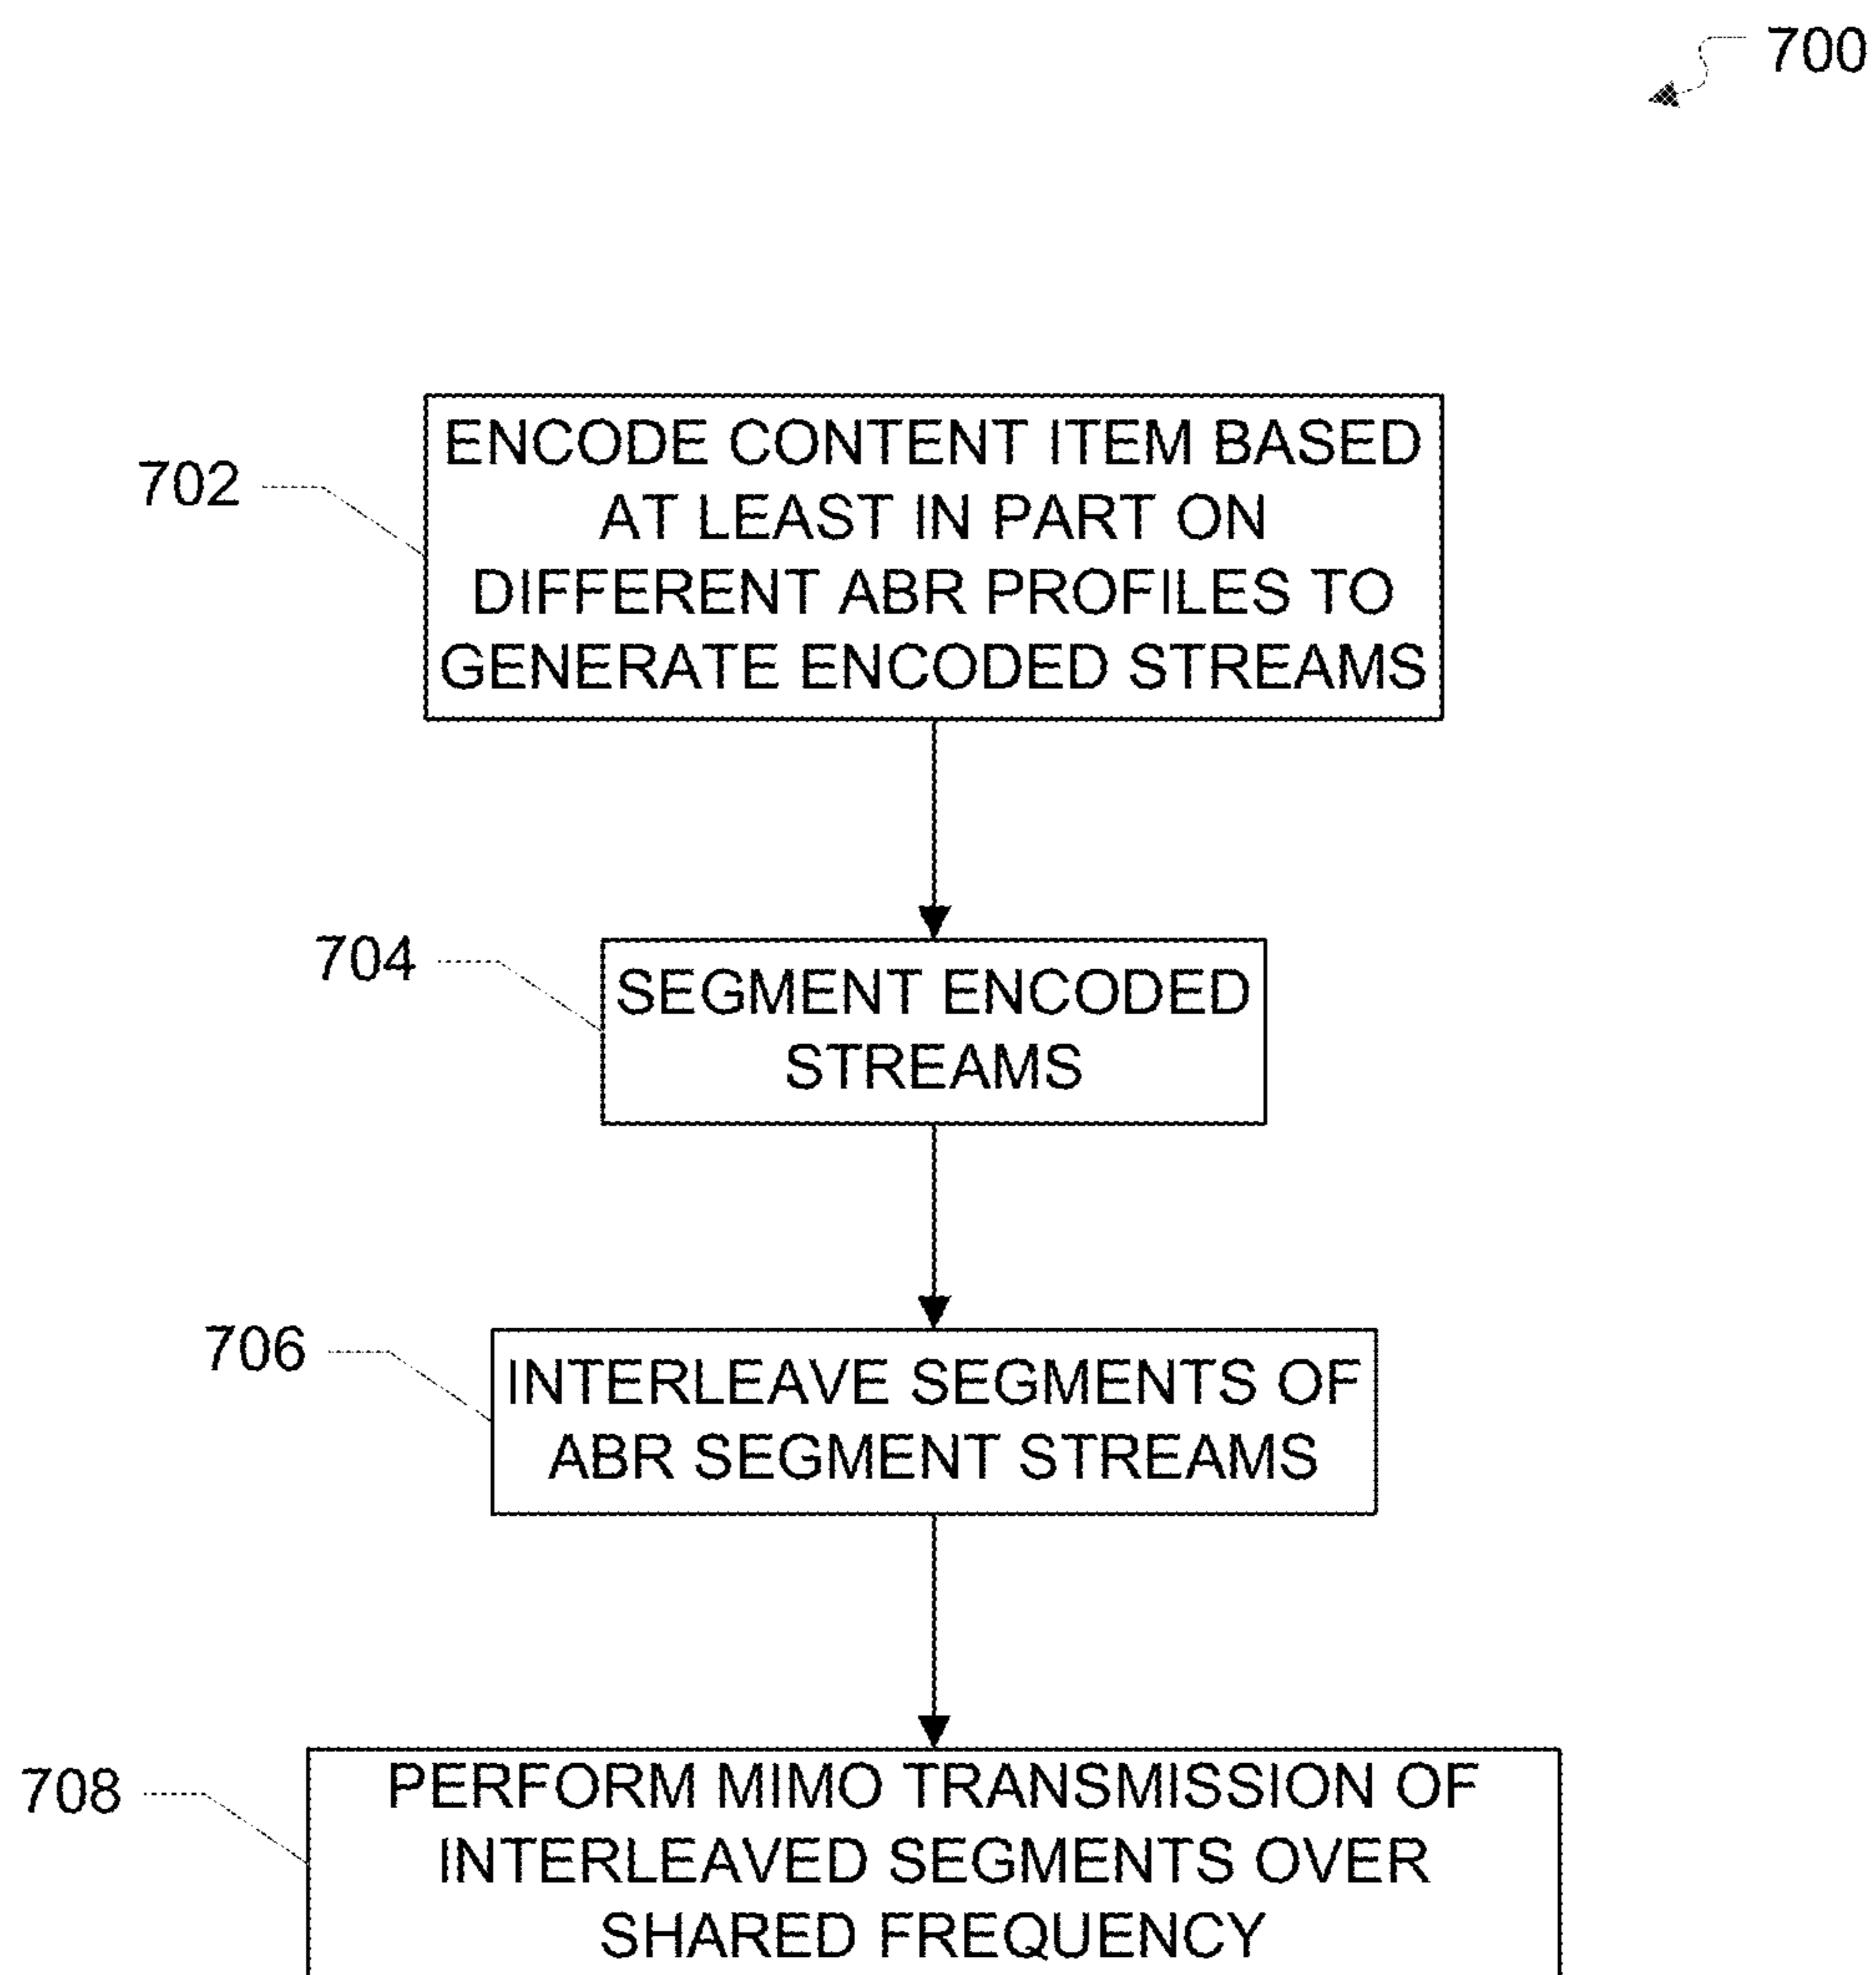 700
702
ENCODE CONTENT ITEM BASED
AT LEAST IN PART ON
DIFFERENT ABR PROFILES TO
GENERATE ENCODED STREAMS
704
SEGMENT ENCODED
STREAMS
706
INTERLEAVE SEGMENTS OF
ABR SEGMENT STREAMS
708
PERFORM MIMO TRANSMISSION OF
INTERLEAVED SEGMENTS OVER
SHARED FREQUENCY